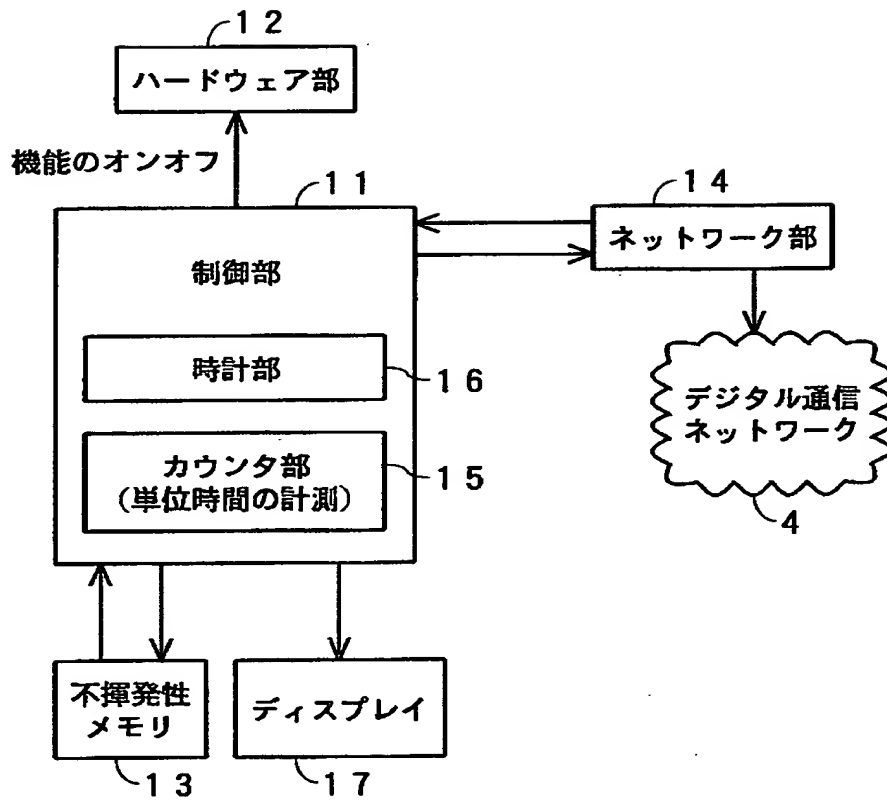 12
ハードウェア部
機能のオンオフ
11
14
制御部
ネットワーク部
時計部
16
デジタル通信
ネットワーク
カウンタ部
(単位時間の計測)
15
4
不揮発性
メモリ
ディスプレイ
13
17